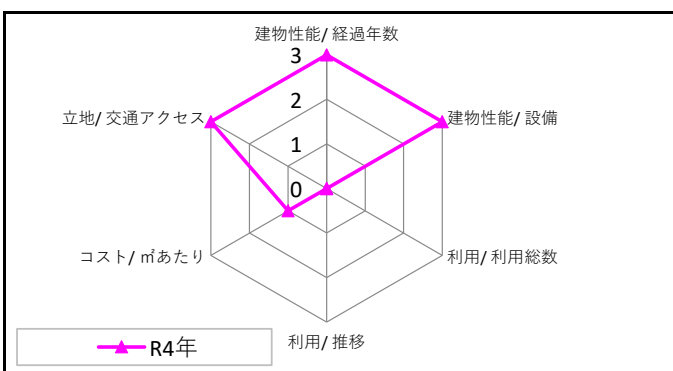 建物性能/ 経過年数
3
立地/ 交通アクセス
建物性能/ 設備
2
1
0
コスト/ ㎡あたり
利用/ 利用総数
利用/ 推移
R4年